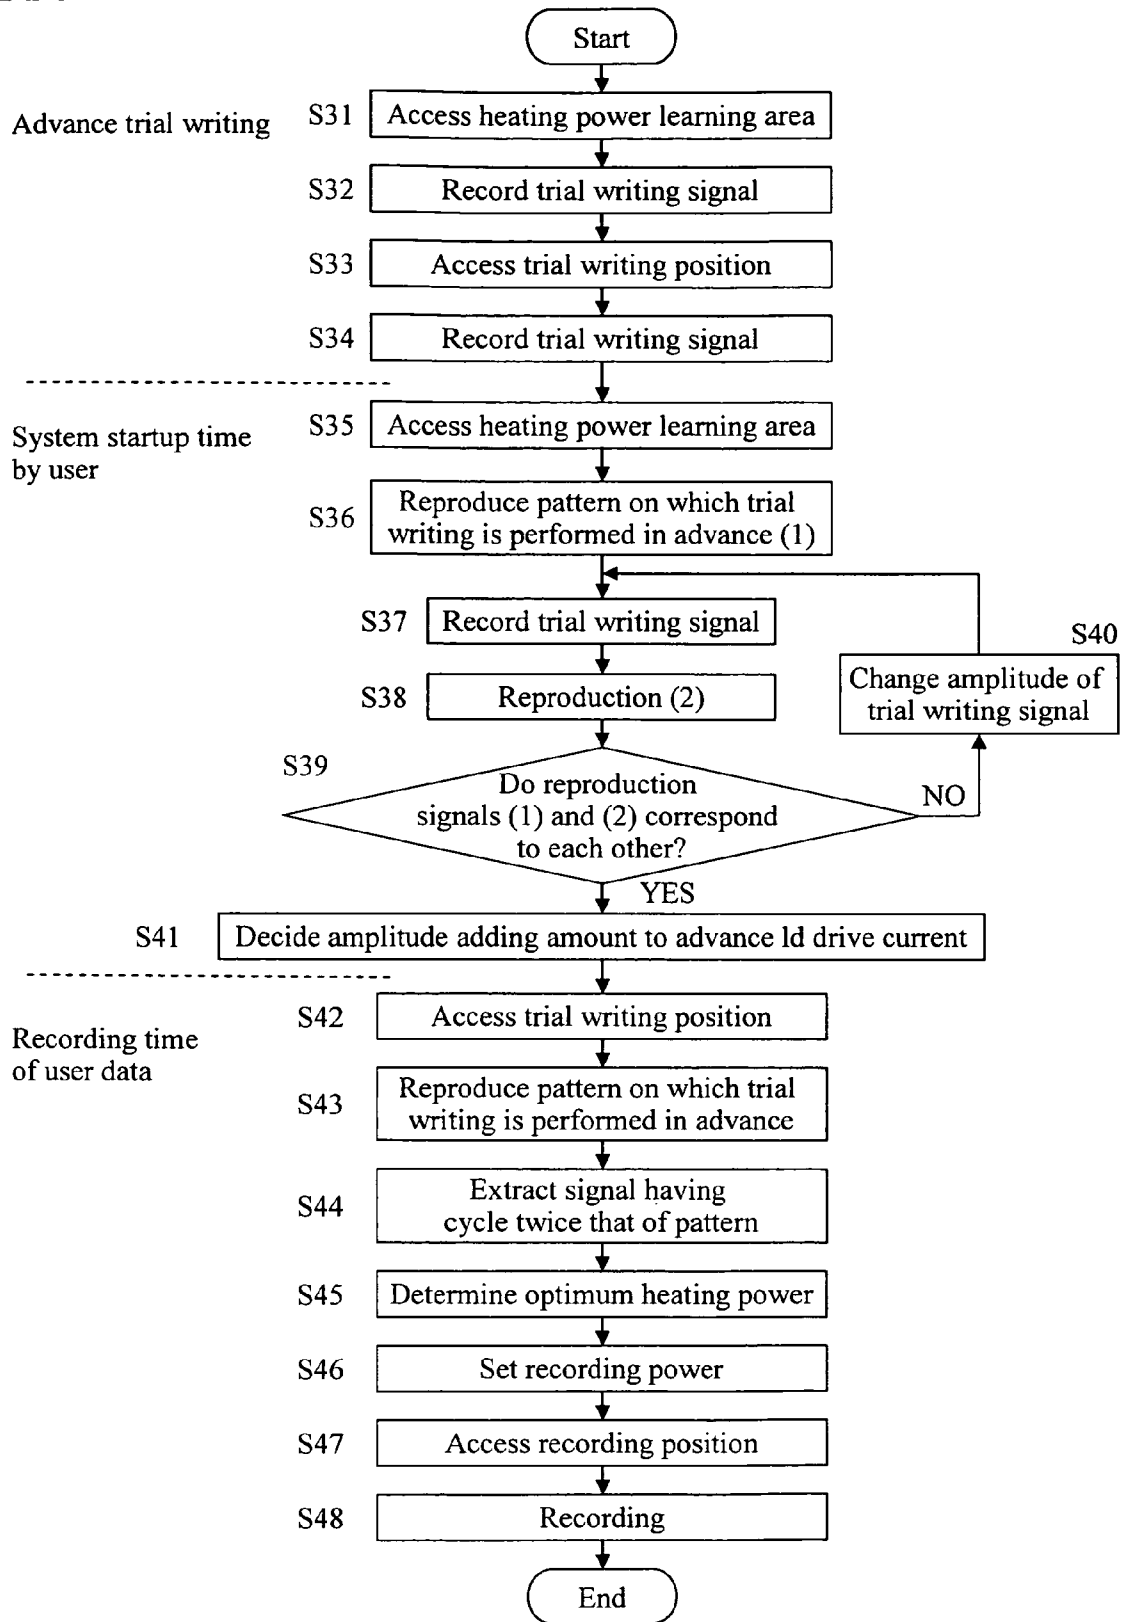 Start
Advance trial writing
S31
Access heating power learning area
S32
Record trial writing signal
S33
Access trial writing position
S34
Record trial writing signal
System startup time
by user
S35
Access heating power learning area
S36
Reproduce pattern on which trial
writing is performed in advance (1)
S37
Record trial writing signal
S38
Reproduction (2)
S40
Change amplitude of
trial writing signal
S39
Do reproduction
signals (1) and (2) correspond
to each other?
NO
YES
S41
Decide amplitude adding amount to advance ld drive current
Recording time
of user data
S42
Access trial writing position
S43
Reproduce pattern on which trial
writing is performed in advance
S44
Extract signal having
cycle twice that of pattern
S45
Determine optimum heating power
S46
Set recording power
S47
Access recording position
S48
Recording
End